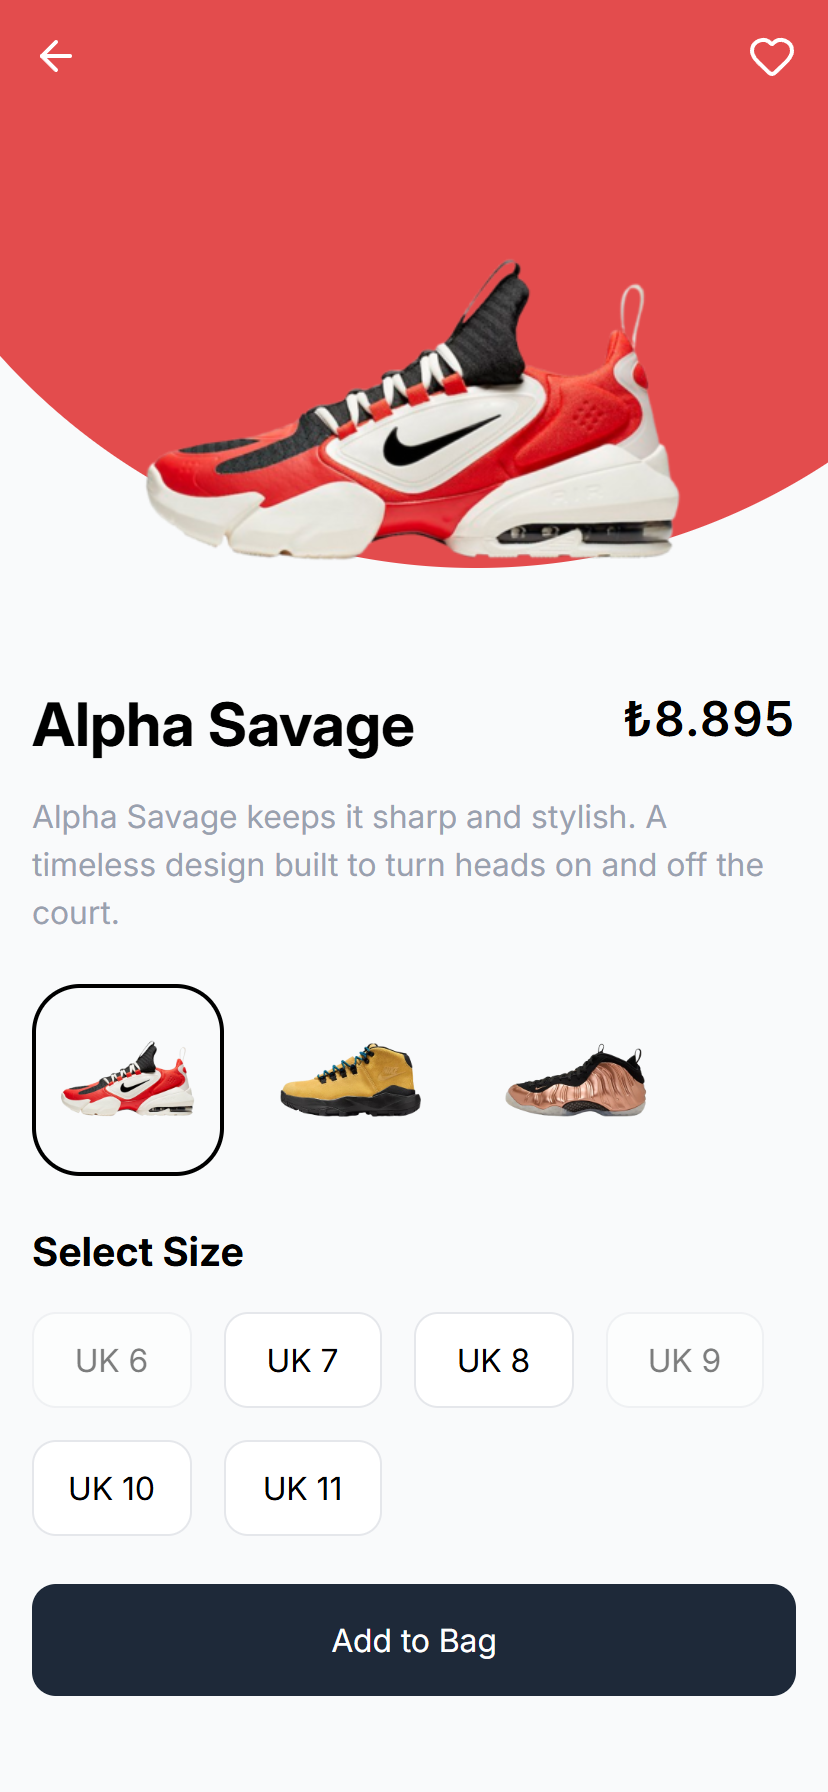 Alpha Savage
₺8.895
Alpha Savage keeps it sharp and stylish. A
timeless design built to turn heads on and off the
court.
Select Size
UK 6
UK 7
UK 8
UK 9
UK 10
UK 11
Add to Bag